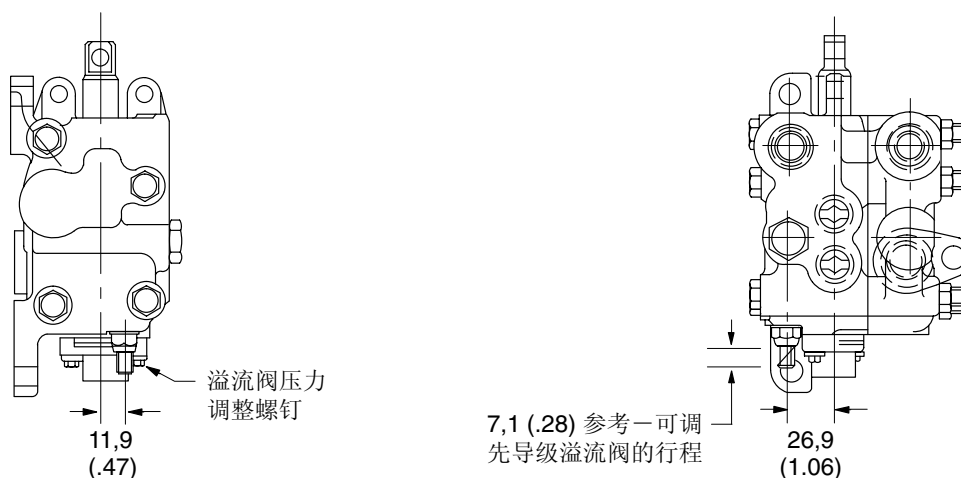 溢流阀压力
调整螺钉
11,9
(.47)
7,1 (.28) 参考－可调
先导级溢流阀的行程
26,9
(1.06)